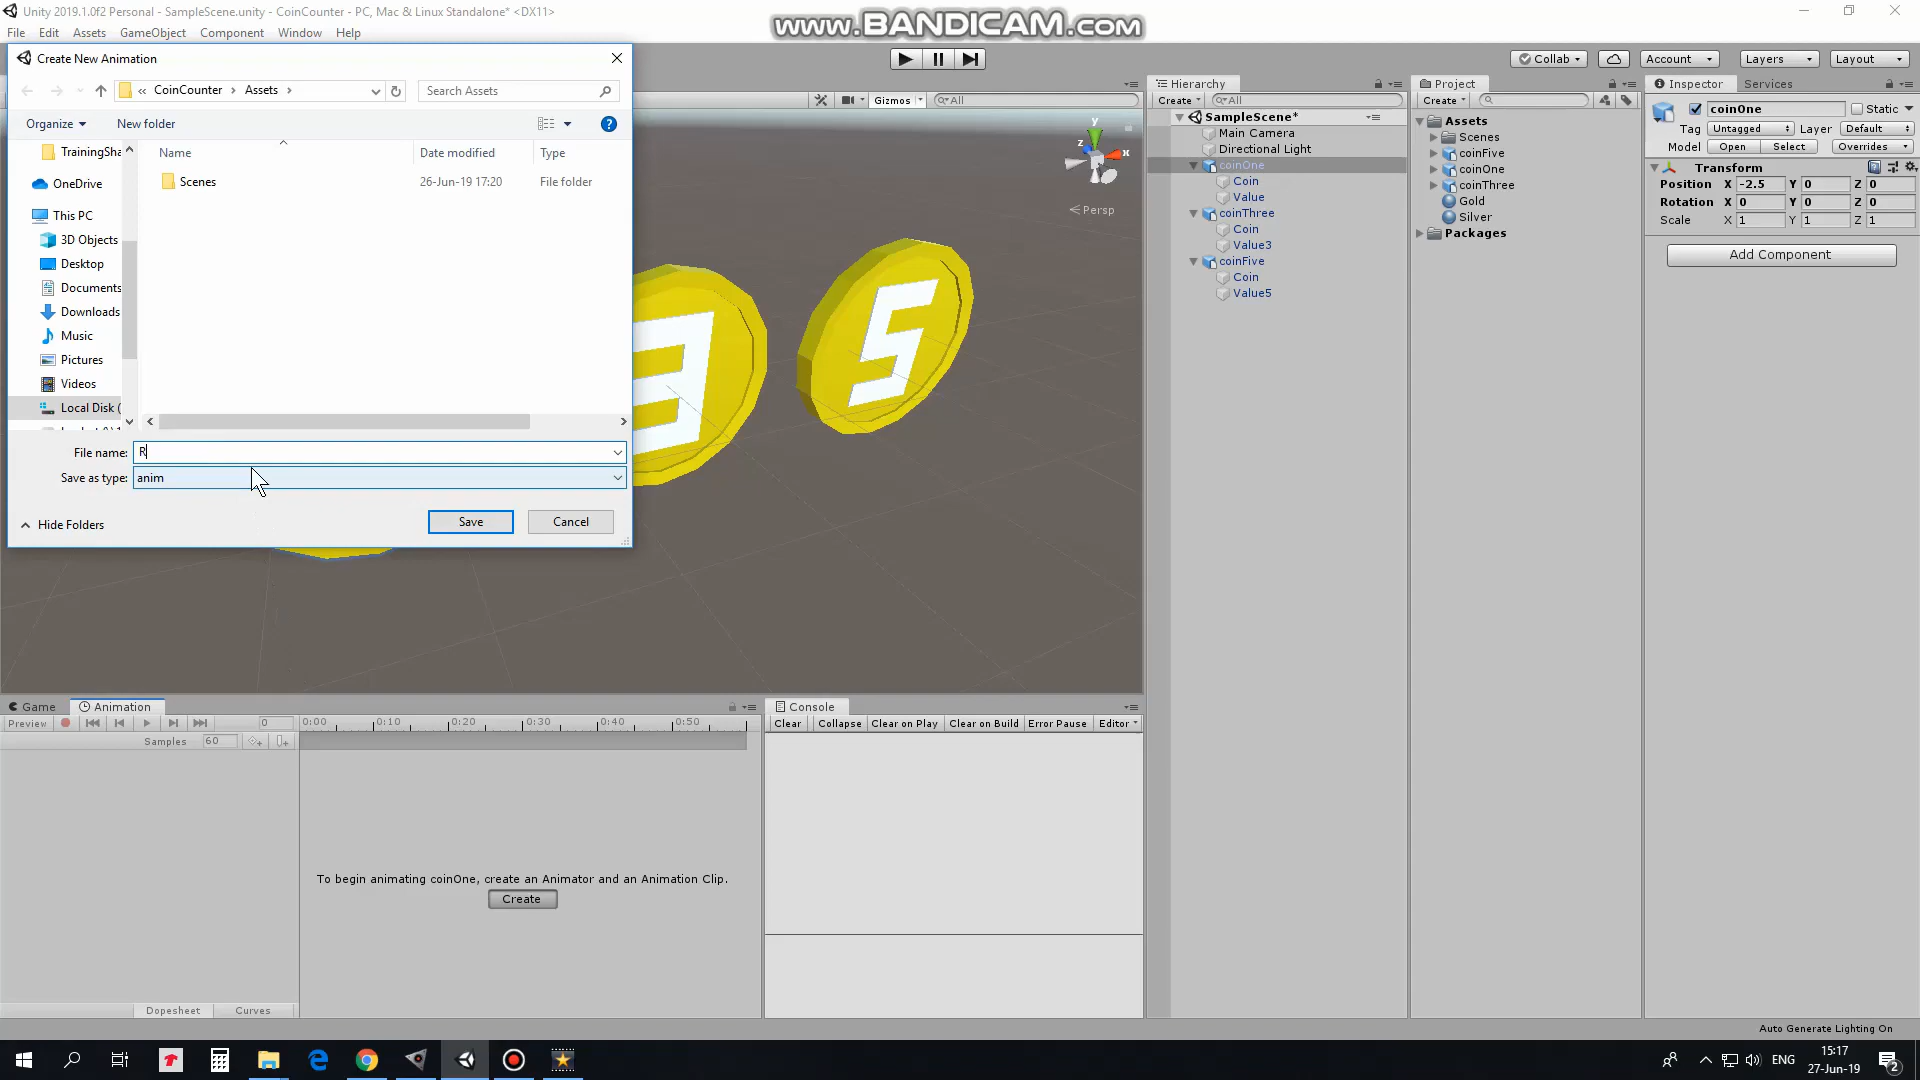 Unity 2019.1.0f2 Personal - SampleScene.unity - CoinCounter - PC, Mac & Linux Standalone* <DX11>
www.BANDICAM.com
File Edit Assets GameObject Component Window Help
Create New Animation
Collab Account Layers Layout
« CoinCounter > Assets >
Search Assets
Organize New folder
Gizmos All
Hierarchy
Create All
SampleScene*
Main Camera
Directional Light
coinOne
Coin
Value
coinThree
Coin
Value3
coinFive
Coin
Value5
Project
Create
Assets
Scenes
coinFive
coinOne
coinThree
Gold
Silver
Packages
Inspector Services
coinOne Static
Tag Untagged Layer Default
Model Open Select Overrides
Transform
Position X -2.5 Y 0 Z 0
Rotation X 0 Y 0 Z 0
Scale X 1 Y 1 Z 1
Add Component
Name Date modified Type
Scenes 26-Jun-19 17:20 File folder
TrainingSha
OneDrive
This PC
3D Objects
Desktop
Documents
Downloads
Music
Pictures
Videos
Local Disk (
File name: R
Save as type: anim
Hide Folders Save Cancel
y
z x
< Persp
3 5
Game Animation
Preview 0 0:00 0:10 0:20 0:30 0:40 0:50
Samples 60
To begin animating coinOne, create an Animator and an Animation Clip.
Create
Dopesheet Curves
Console
Clear Collapse Clear on Play Clear on Build Error Pause Editor
Auto Generate Lighting On
ENG 15:17
27-Jun-19
2